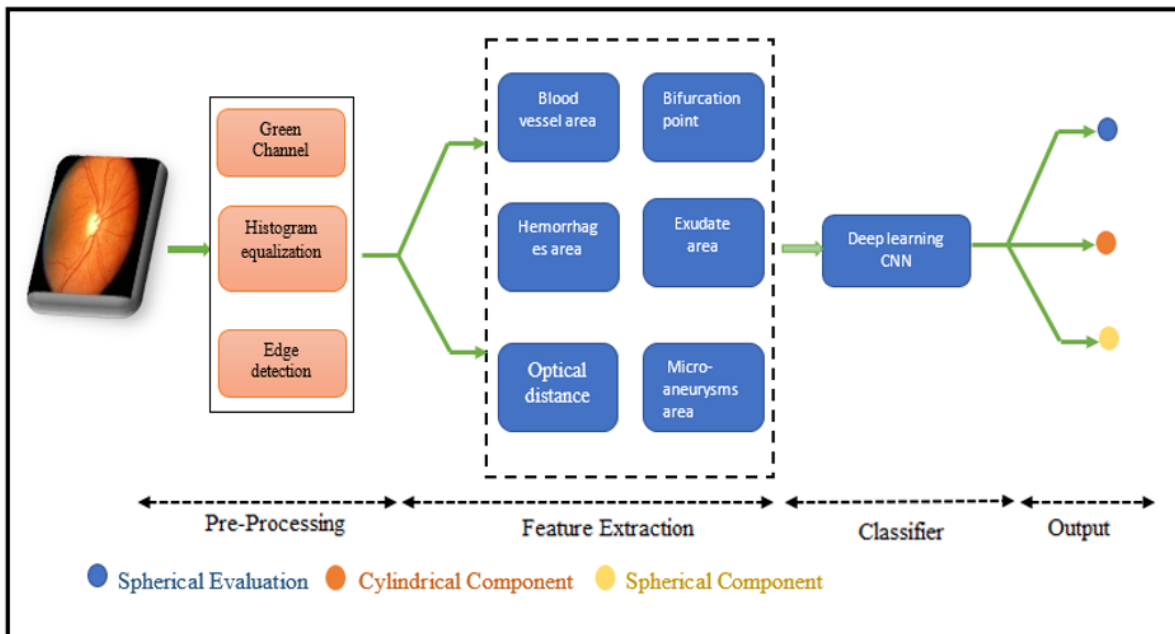 Green
Channel
Histogram
equalization
Edge
detection
Blood
vessel area
Bifurcation
point
Hemorrhag
es area
Exudate
area
Optical
distance
Micro-
aneurysms
area
Deep learning
CNN
Pre-Processing
Feature Extraction
Classifier
Output
Spherical Evaluation
Cylindrical Component
Spherical Component